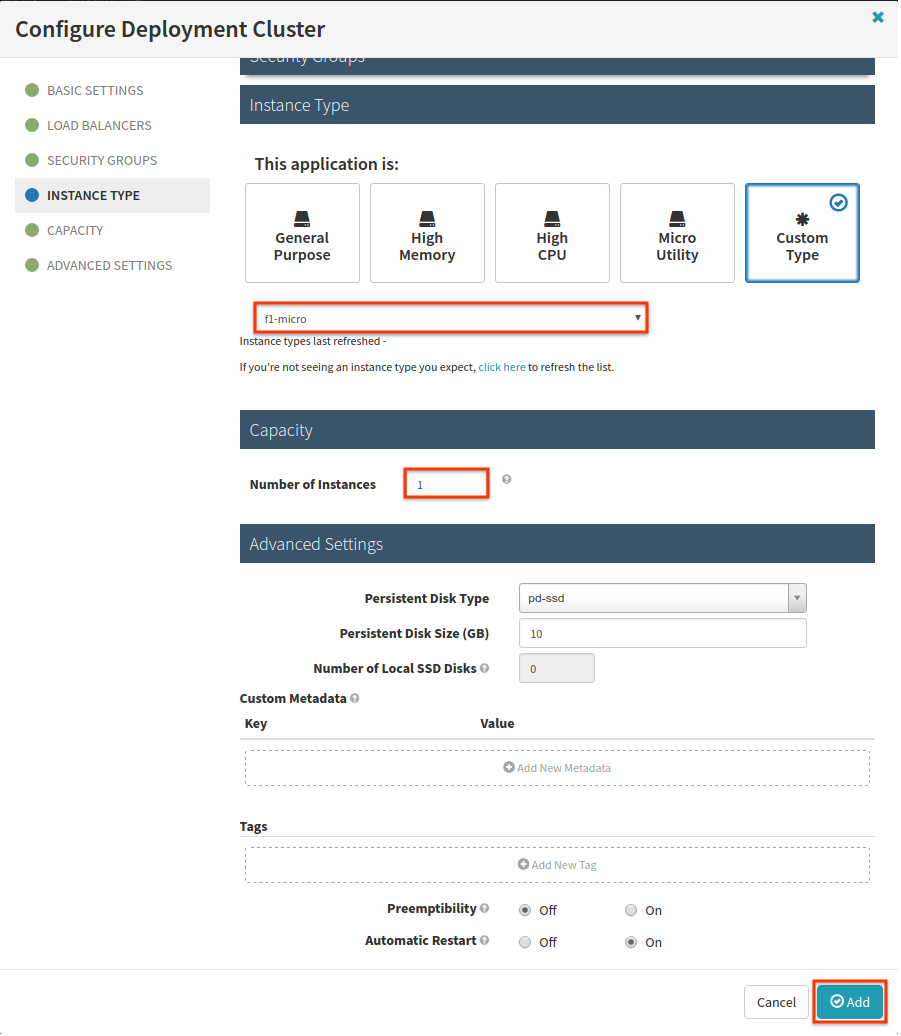 Configure Deployment Cluster
BASIC SETTINGS
LOAD BALANCERS
SECURITY GROUPS
INSTANCE TYPE
CAPACITY
ADVANCED SETTINGS
Security Groups
Instance Type
This application is:
General
Purpose
High
Memory
High
CPU
Micro
Utility
Custom
Type
f1-micro
Instance types last refreshed -
If you're not seeing an instance type you expect, click here to refresh the list.
Capacity
Number of Instances 1
Advanced Settings
Persistent Disk Type pd-ssd
Persistent Disk Size (GB) 10
Number of Local SSD Disks 0
Custom Metadata
Key Value
Add New Metadata
Tags
Add New Tag
Preemptibility Off On
Automatic Restart Off On
Cancel Add